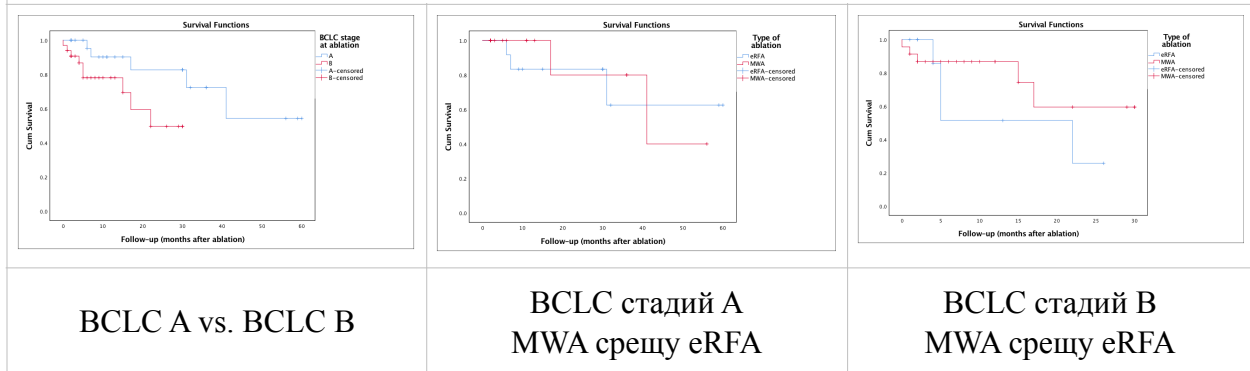 Survival Functions
BCLC stage
at ablation
A
B
A-censored
B-censored
1.0
0.8
0.6
0.4
0.2
0.0
Cum Survival
0
10
20
30
40
50
60
Follow-up (months after ablation)
Survival Functions
Type of
ablation
eRFA
MWA
eRFA-censored
MWA-censored
1.0
0.8
0.6
0.4
0.2
0.0
Cum Survival
0
10
20
30
40
50
60
Follow-up (months after ablation)
Survival Functions
Type of
ablation
eRFA
MWA
eRFA-censored
MWA-censored
1.0
0.8
0.6
0.4
0.2
0.0
Cum Survival
0
5
10
15
20
25
30
Follow-up (months after ablation)
BCLC A vs. BCLC B
BCLC стадий А
MWA срещу eRFA
BCLC стадий B
MWA срещу eRFA